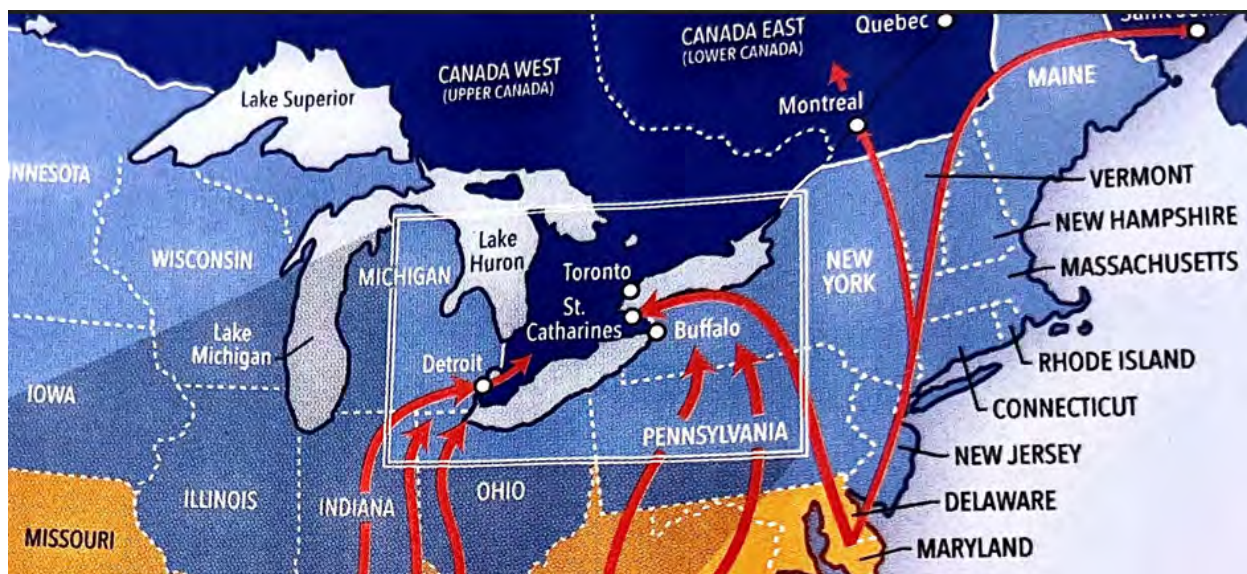 Quebec
Saint John
CANADA EAST
(LOWER CANADA)
CANADA WEST
(UPPER CANADA)
MAINE
Lake Superior
Montreal
VERMONT
NEW HAMPSHIRE
MASSACHUSETTS
WISCONSIN
MICHIGAN
Lake
Huron
Toronto
St.
Catharines
Buffalo
NEW
YORK
Lake
Michigan
Detroit
RHODE ISLAND
IOWA
CONNECTICUT
PENNSYLVANIA
NEW JERSEY
ILLINOIS
INDIANA
OHIO
DELAWARE
MISSOURI
MARYLAND